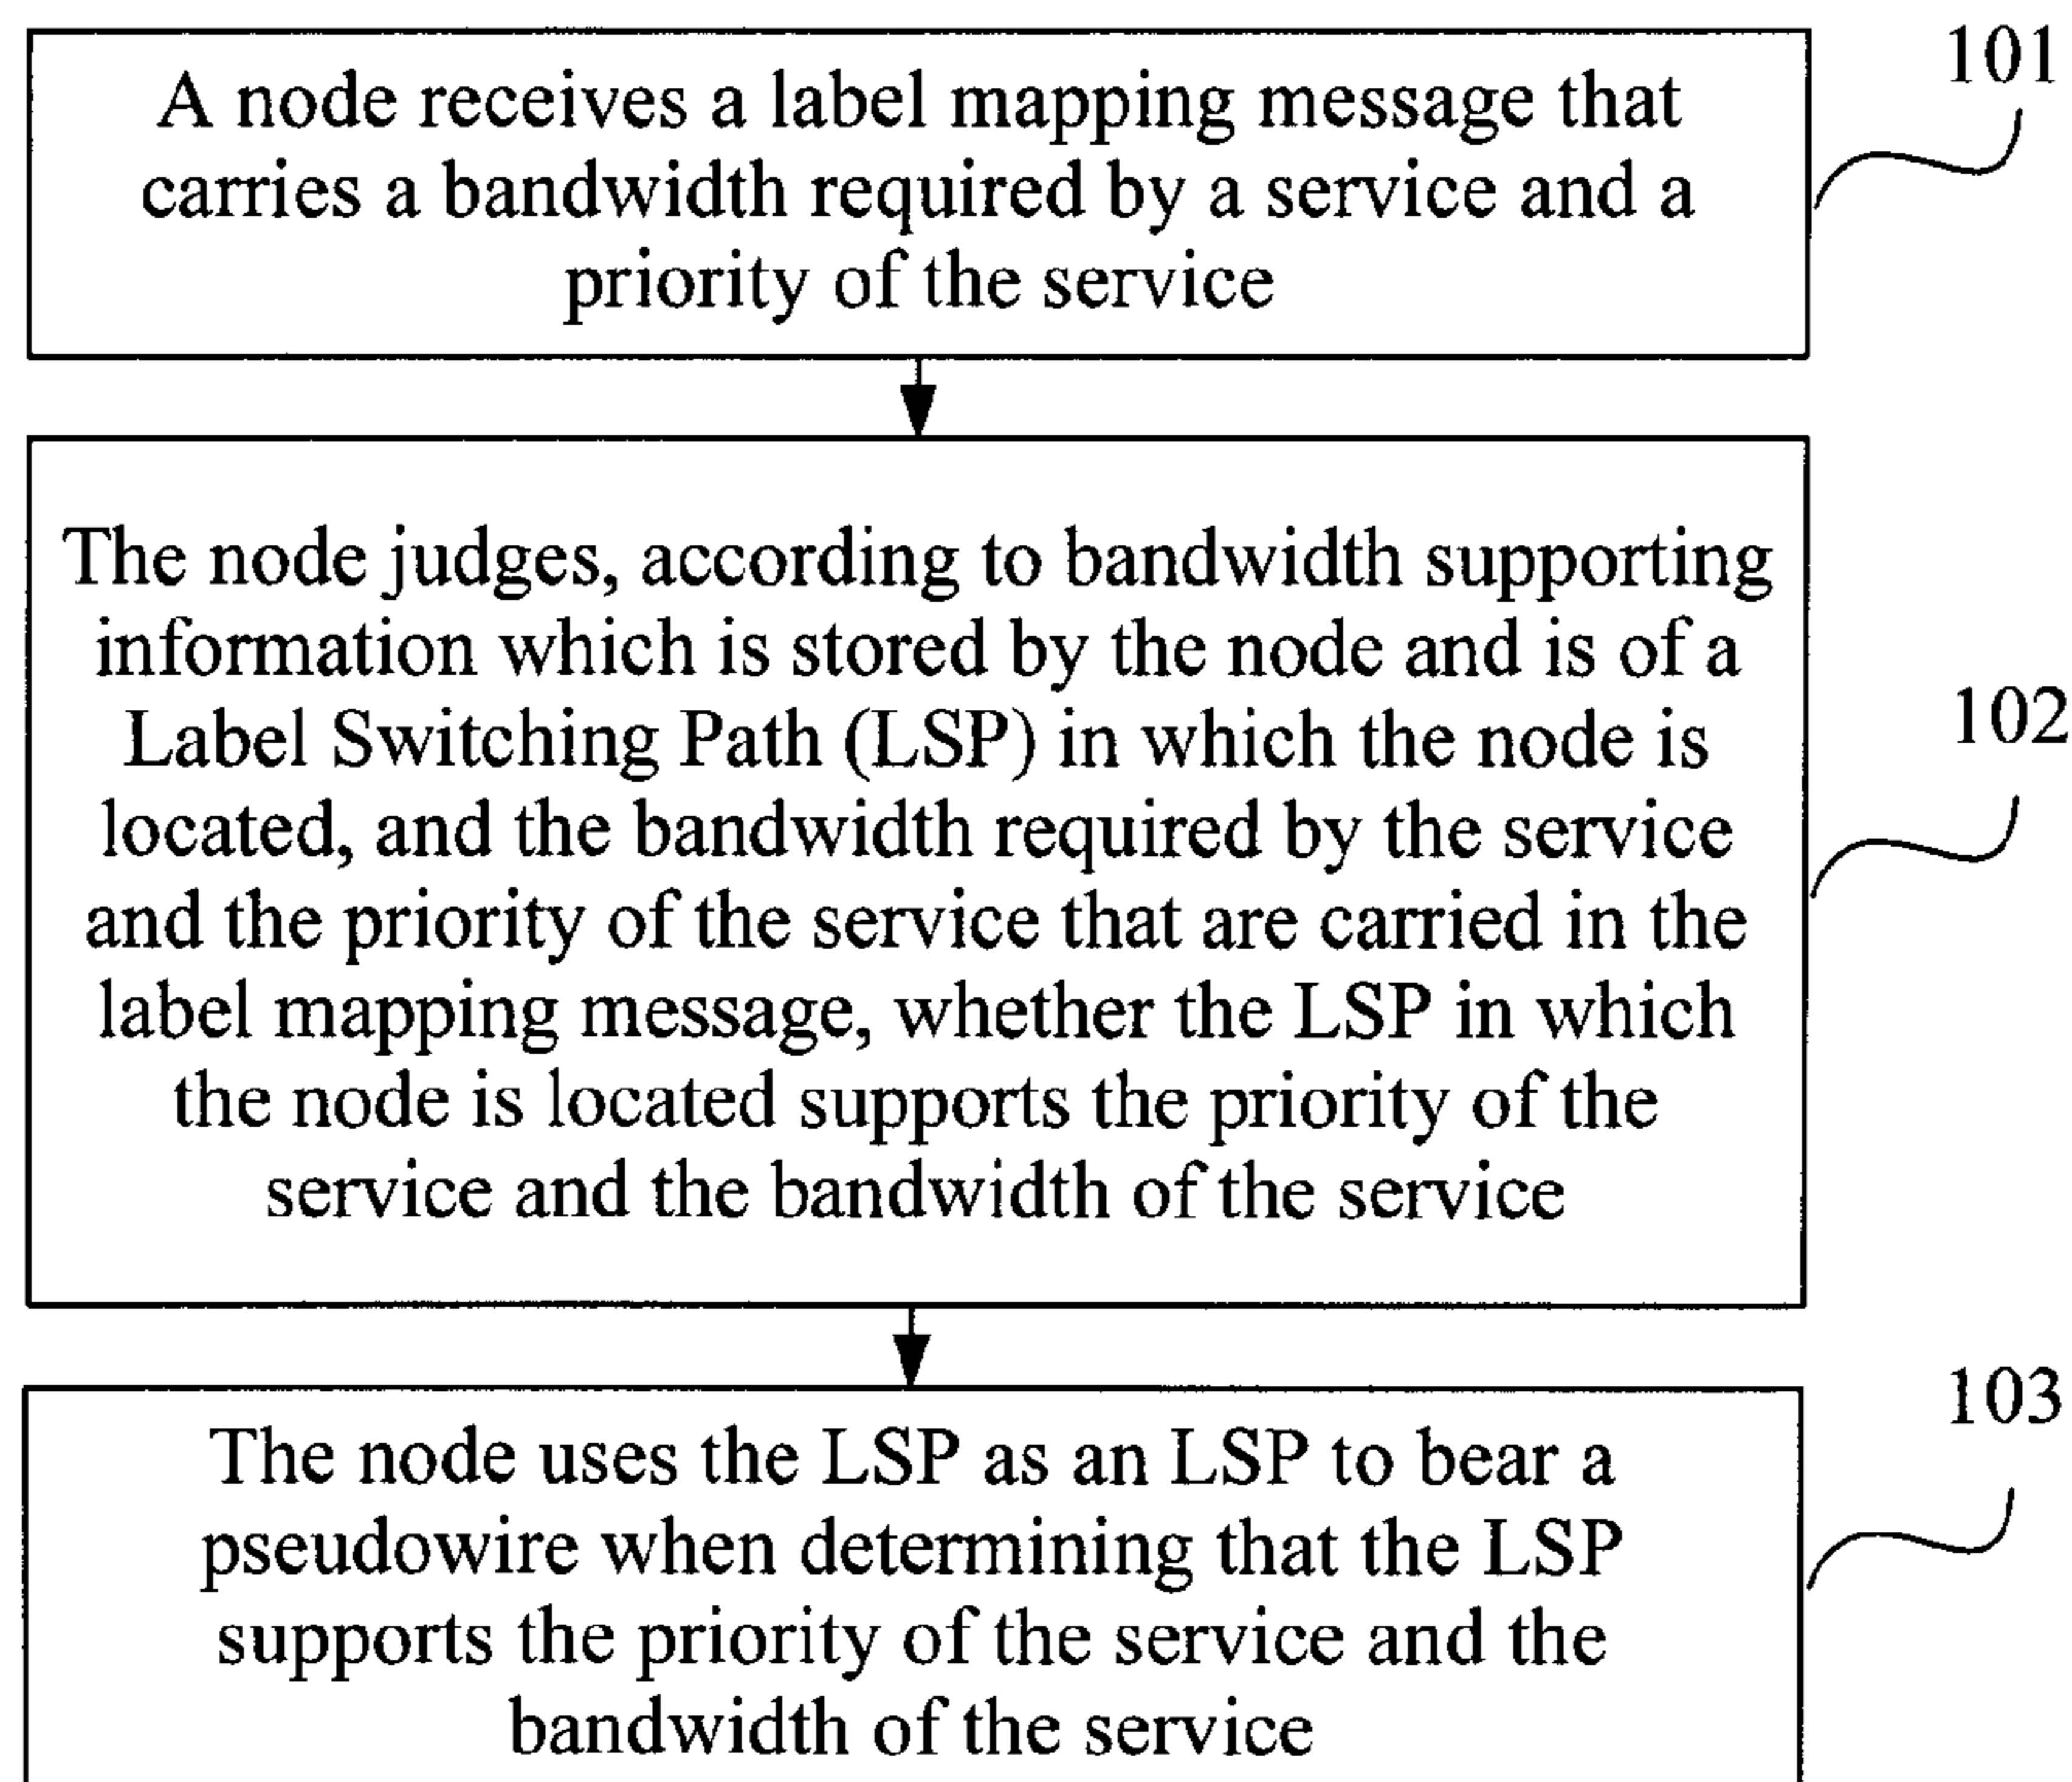 A node receives a label mapping message that
carries a bandwidth required by a service and a
priority of the service
101
The node judges, according to bandwidth supporting
information which is stored by the node and is of a
Label Switching Path (LSP) in which the node is
located, and the bandwidth required by the service
and the priority of the service that are carried in the
label mapping message, whether the LSP in which
the node is located supports the priority of the
service and the bandwidth of the service
102
The node uses the LSP as an LSP to bear a
pseudowire when determining that the LSP
supports the priority of the service and the
bandwidth of the service
103